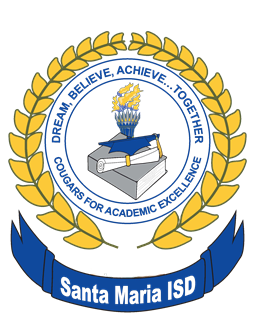 DREAM, BELIEVE, ACHIEVE...TOGETHER
COUGARS FOR ACADEMIC EXCELLENCE
Santa Maria ISD